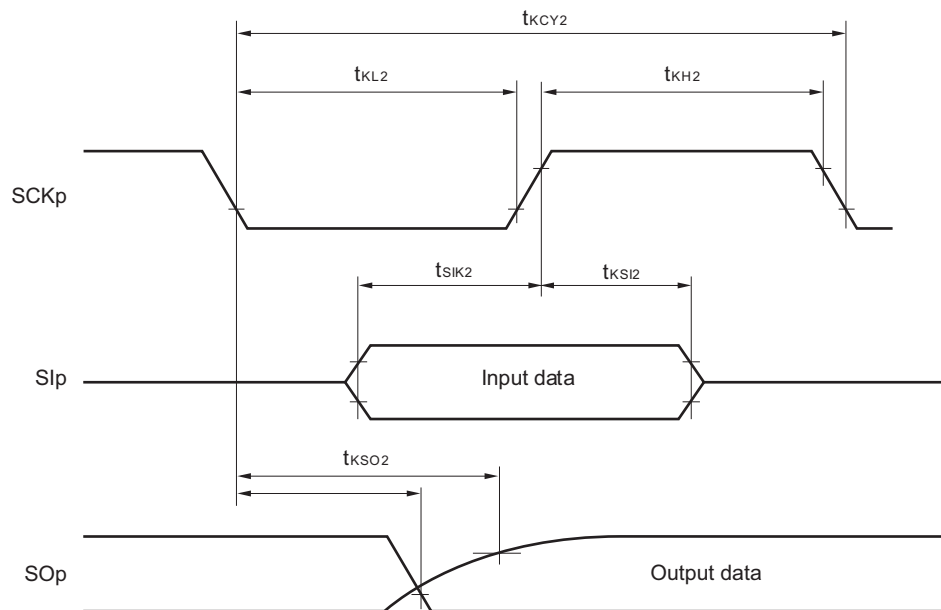 tKCY2
tKL2
tKH2
SCKp
tSIK2
tKSI2
SIp
Input data
tKSO2
SOp
Output data